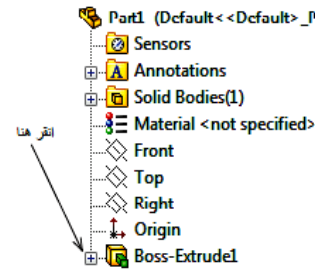 Part1 (Default<<Default>_P
Sensors
A Annotations
Solid Bodies(1)
Material <not specified>
انقر هنا
Front
Top
Right
Origin
Boss-Extrude1